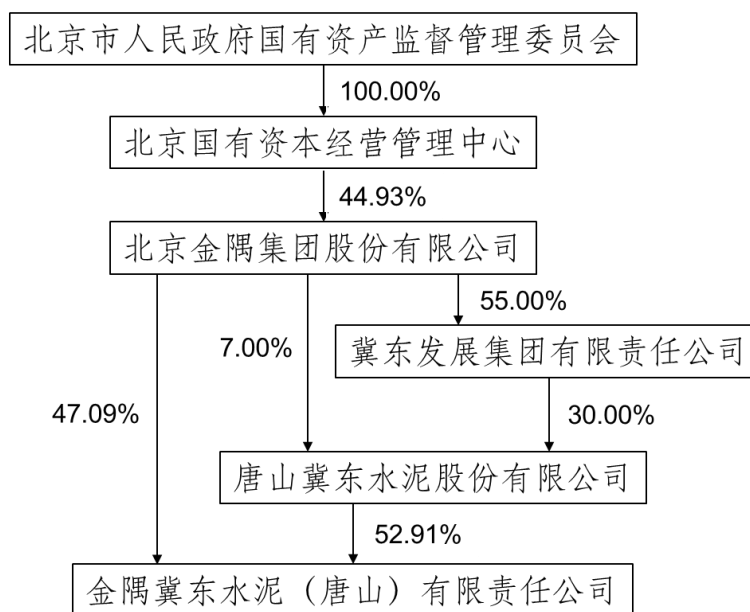 北京市人民政府国有资产监督管理委员会
100.00%
北京国有资本经营管理中心
44.93%
北京金隅集团股份有限公司
55.00%
7.00%
冀东发展集团有限责任公司
47.09%
30.00%
唐山冀东水泥股份有限公司
52.91%
金隅冀东水泥（唐山）有限责任公司